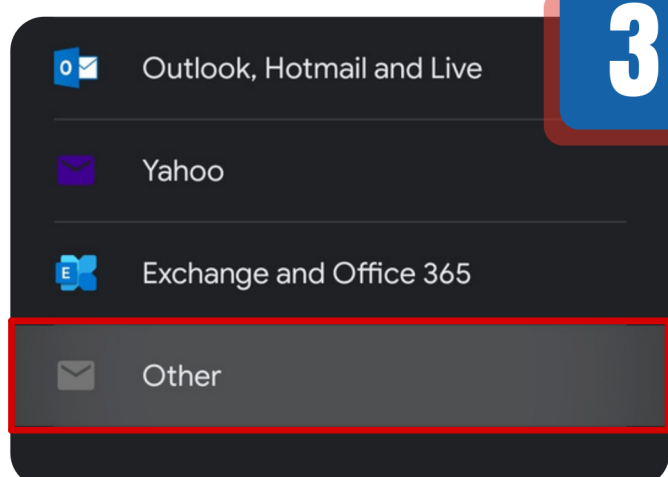 3
Outlook, Hotmail and Live
Yahoo
E
Exchange and Office 365
Other